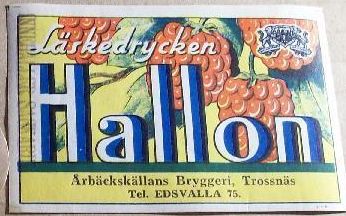 Läskedrycken
Hallon
Årbäckskällans Bryggeri, Trossnäs
Tel. EDSVALLA 75.